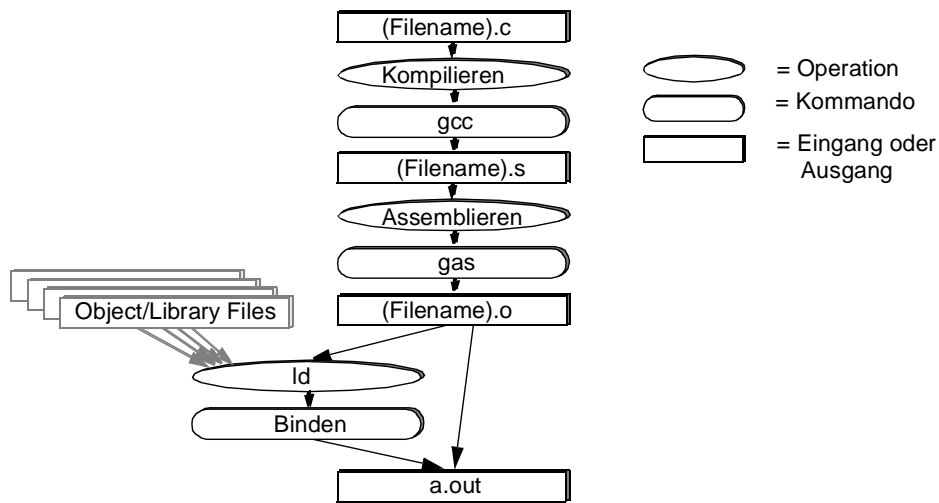 (Filename).c
Kompilieren
gcc
(Filename).s
Assemblieren
gas
(Filename).o
Object/Library Files
ld
Binden
a.out
= Operation
= Kommando
= Eingang oder
Ausgang